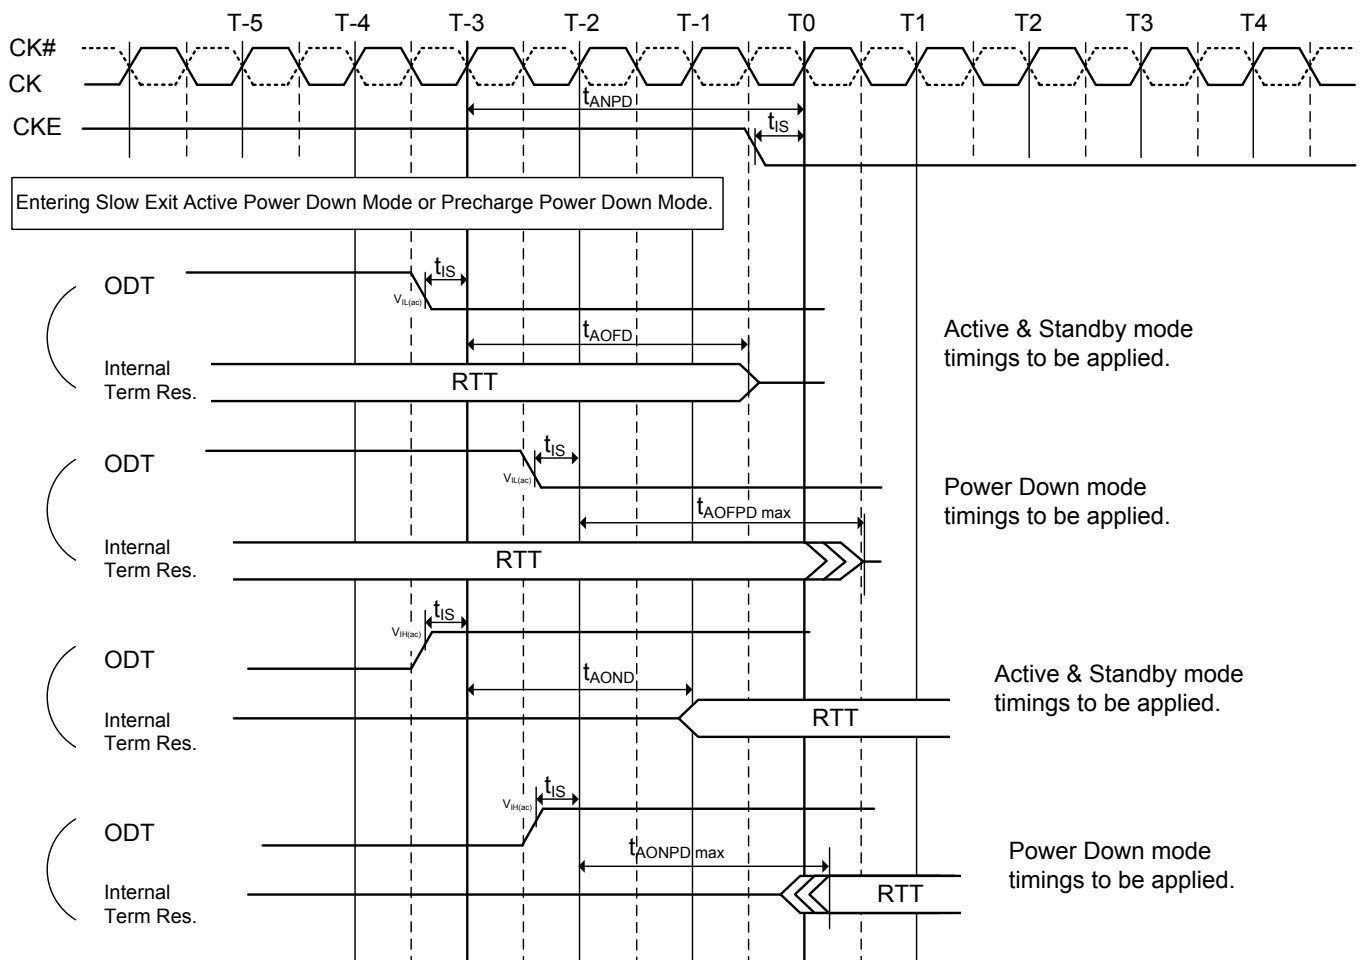 T-5 T-4 T-3 T-2 T-1 T0 T1 T2 T3 T4
CK#
CK
tANPD
CKE
tIS
Entering Slow Exit Active Power Down Mode or Precharge Power Down Mode.
ODT
tIS
VIL(ac)
tAOFD
Internal
Term Res.
RTT
Active & Standby mode
timings to be applied.
ODT
tIS
VIL(ac)
tAOFPD max
Internal
Term Res.
RTT
Power Down mode
timings to be applied.
tIS
VIH(ac)
ODT
tAOND
Internal
Term Res.
RTT
Active & Standby mode
timings to be applied.
tIS
VIH(ac)
ODT
tAONPD max
Internal
Term Res.
RTT
Power Down mode
timings to be applied.